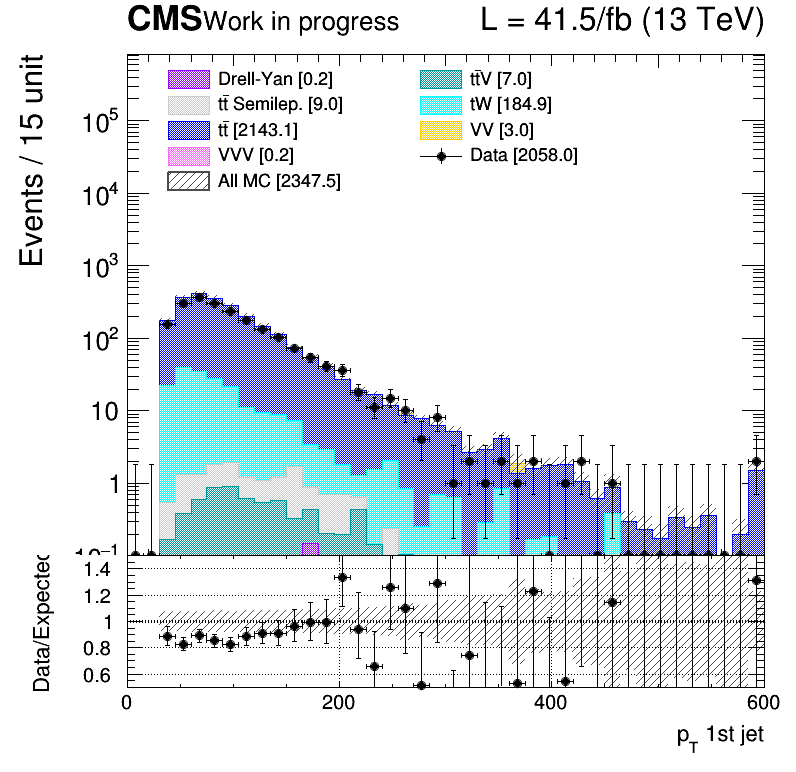 CMS Work in progress L = 41.5/fb (13 TeV)
Events / 15 unit
Drell-Yan [0.2]
tt̄ Semilep. [9.0]
tt̄ [2143.1]
VVV [0.2]
All MC [2347.5]
tt̄V [7.0]
tW [184.9]
VV [3.0]
Data [2058.0]
10⁵
10⁴
10³
10²
10
1
10⁻¹
Data/Expected
1.4
1.2
1
0.8
0.6
0 200 400 600
p_T 1st jet